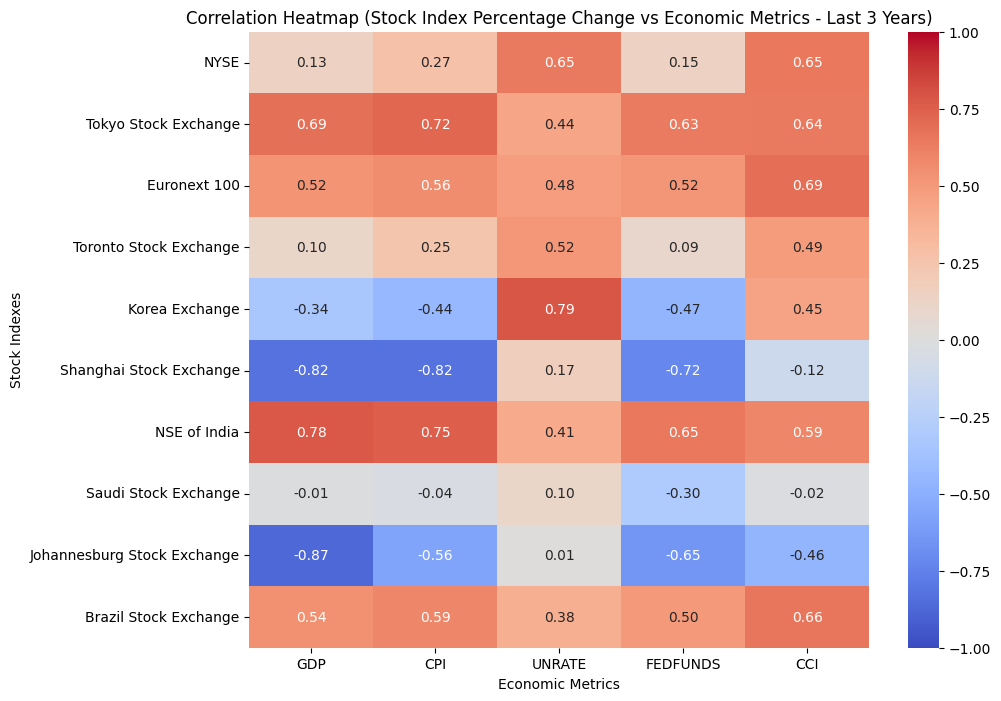 Correlation Heatmap (Stock Index Percentage Change vs Economic Metrics - Last 3 Years)
Stock Indexes
NYSE 0.13 0.27 0.65 0.15 0.65
Tokyo Stock Exchange 0.69 0.72 0.44 0.63 0.64
Euronext 100 0.52 0.56 0.48 0.52 0.69
Toronto Stock Exchange 0.10 0.25 0.52 0.09 0.49
Korea Exchange -0.34 -0.44 0.79 -0.47 0.45
Shanghai Stock Exchange -0.82 -0.82 0.17 -0.72 -0.12
NSE of India 0.78 0.75 0.41 0.65 0.59
Saudi Stock Exchange -0.01 -0.04 0.10 -0.30 -0.02
Johannesburg Stock Exchange -0.87 -0.56 0.01 -0.65 -0.46
Brazil Stock Exchange 0.54 0.59 0.38 0.50 0.66
GDP CPI UNRATE FEDFUNDS CCI
Economic Metrics
1.00
0.75
0.50
0.25
0.00
−0.25
−0.50
−0.75
−1.00